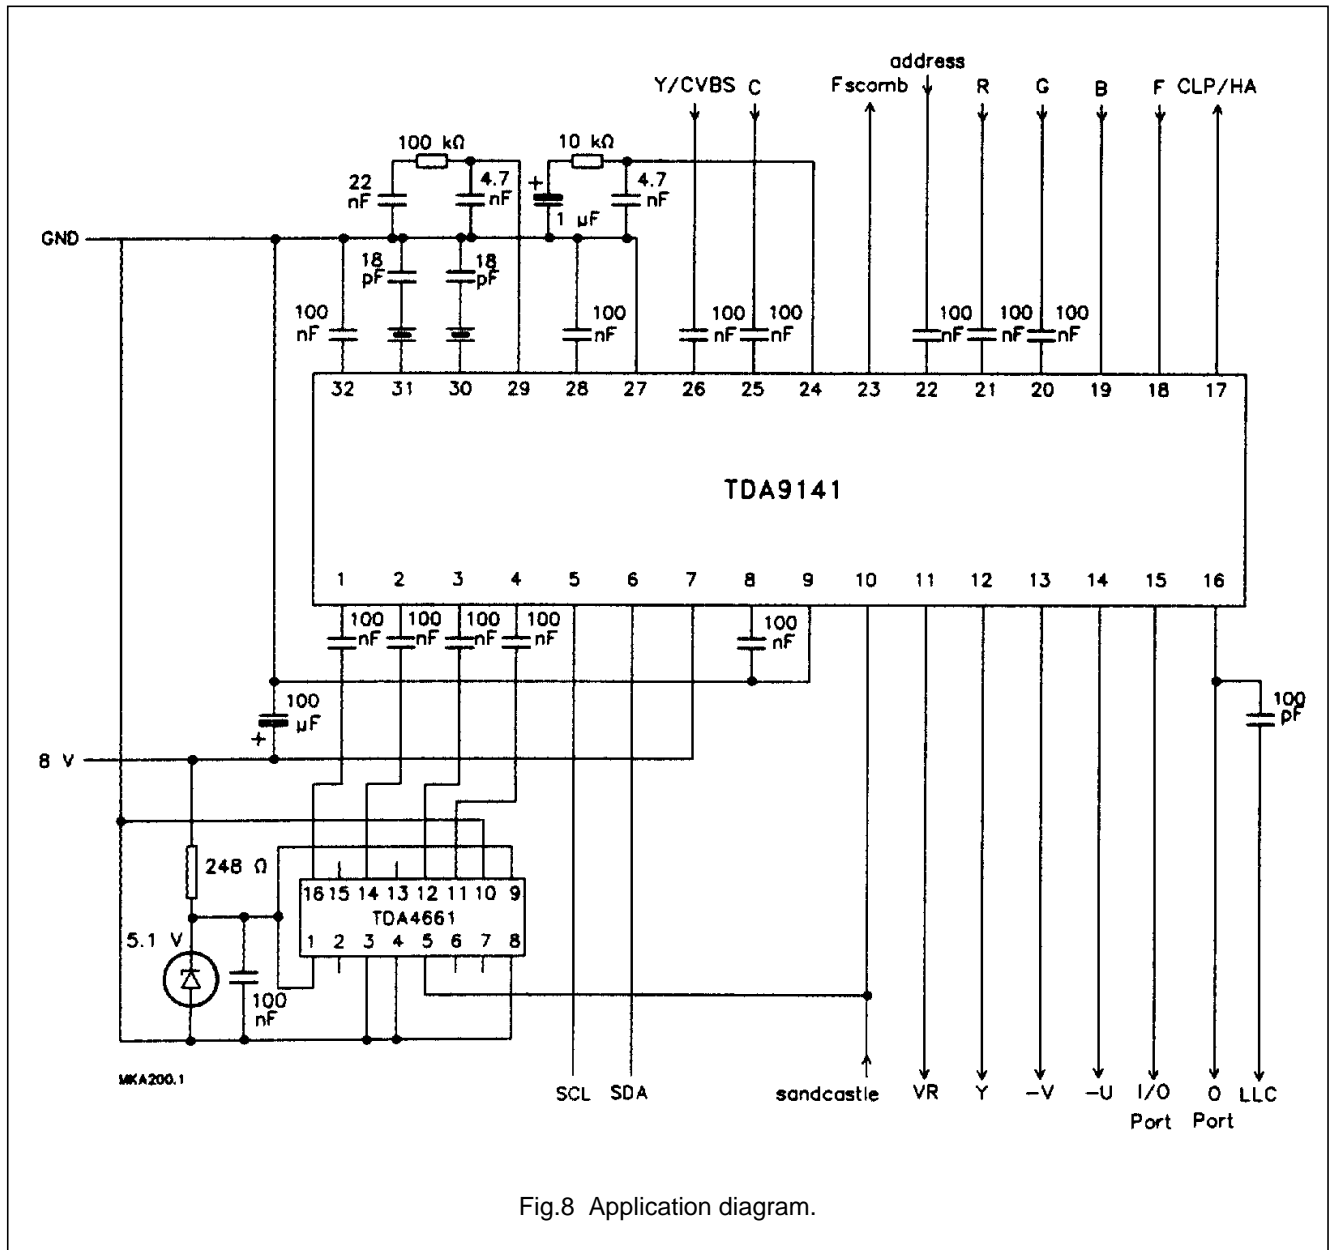 address
Y/CVBS C Fscomb R G B F CLP/HA
100 kΩ 10 kΩ
22 nF 4.7 nF + 1 μF 4.7 nF
GND
18 pF 18 pF
100 nF 100 nF 100 nF 100 nF 100 nF 100 nF 100 nF
32 31 30 29 28 27 26 25 24 23 22 21 20 19 18 17
TDA9141
1 2 3 4 5 6 7 8 9 10 11 12 13 14 15 16
100 nF 100 nF 100 nF 100 nF 100 nF
100 μF +
100 pF
8 V
248 Ω
16 15 14 13 12 11 10 9
TDA4661
1 2 3 4 5 6 7 8
5.1 V
100 nF
MKA200.1
SCL SDA sandcastle VR Y -V -U I/O Port O Port LLC
Fig.8 Application diagram.